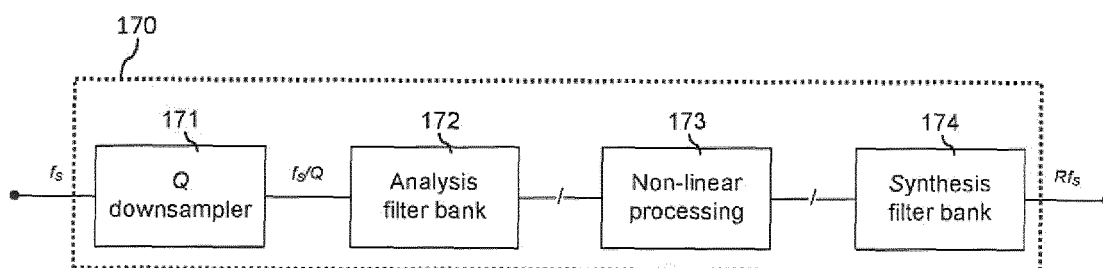 170
171
172
173
174
fs
Q
downsampler
fs/Q
Analysis
filter bank
Non-linear
processing
Synthesis
filter bank
Rfs